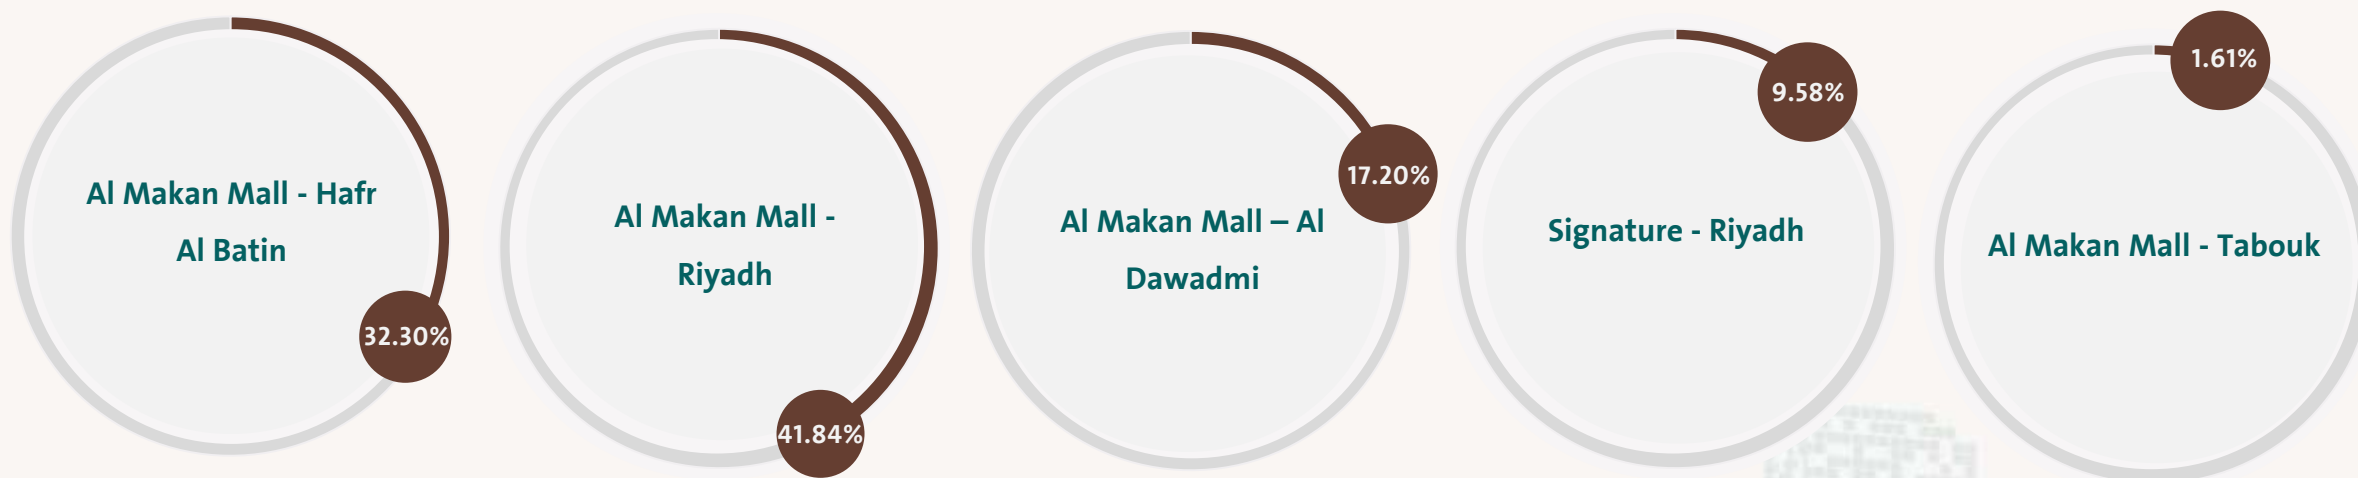 Al Makan Mall - Hafr
Al Batin
32.30%
Al Makan Mall -
Riyadh
41.84%
Al Makan Mall – Al
Dawadmi
17.20%
Signature - Riyadh
9.58%
Al Makan Mall - Tabouk
1.61%